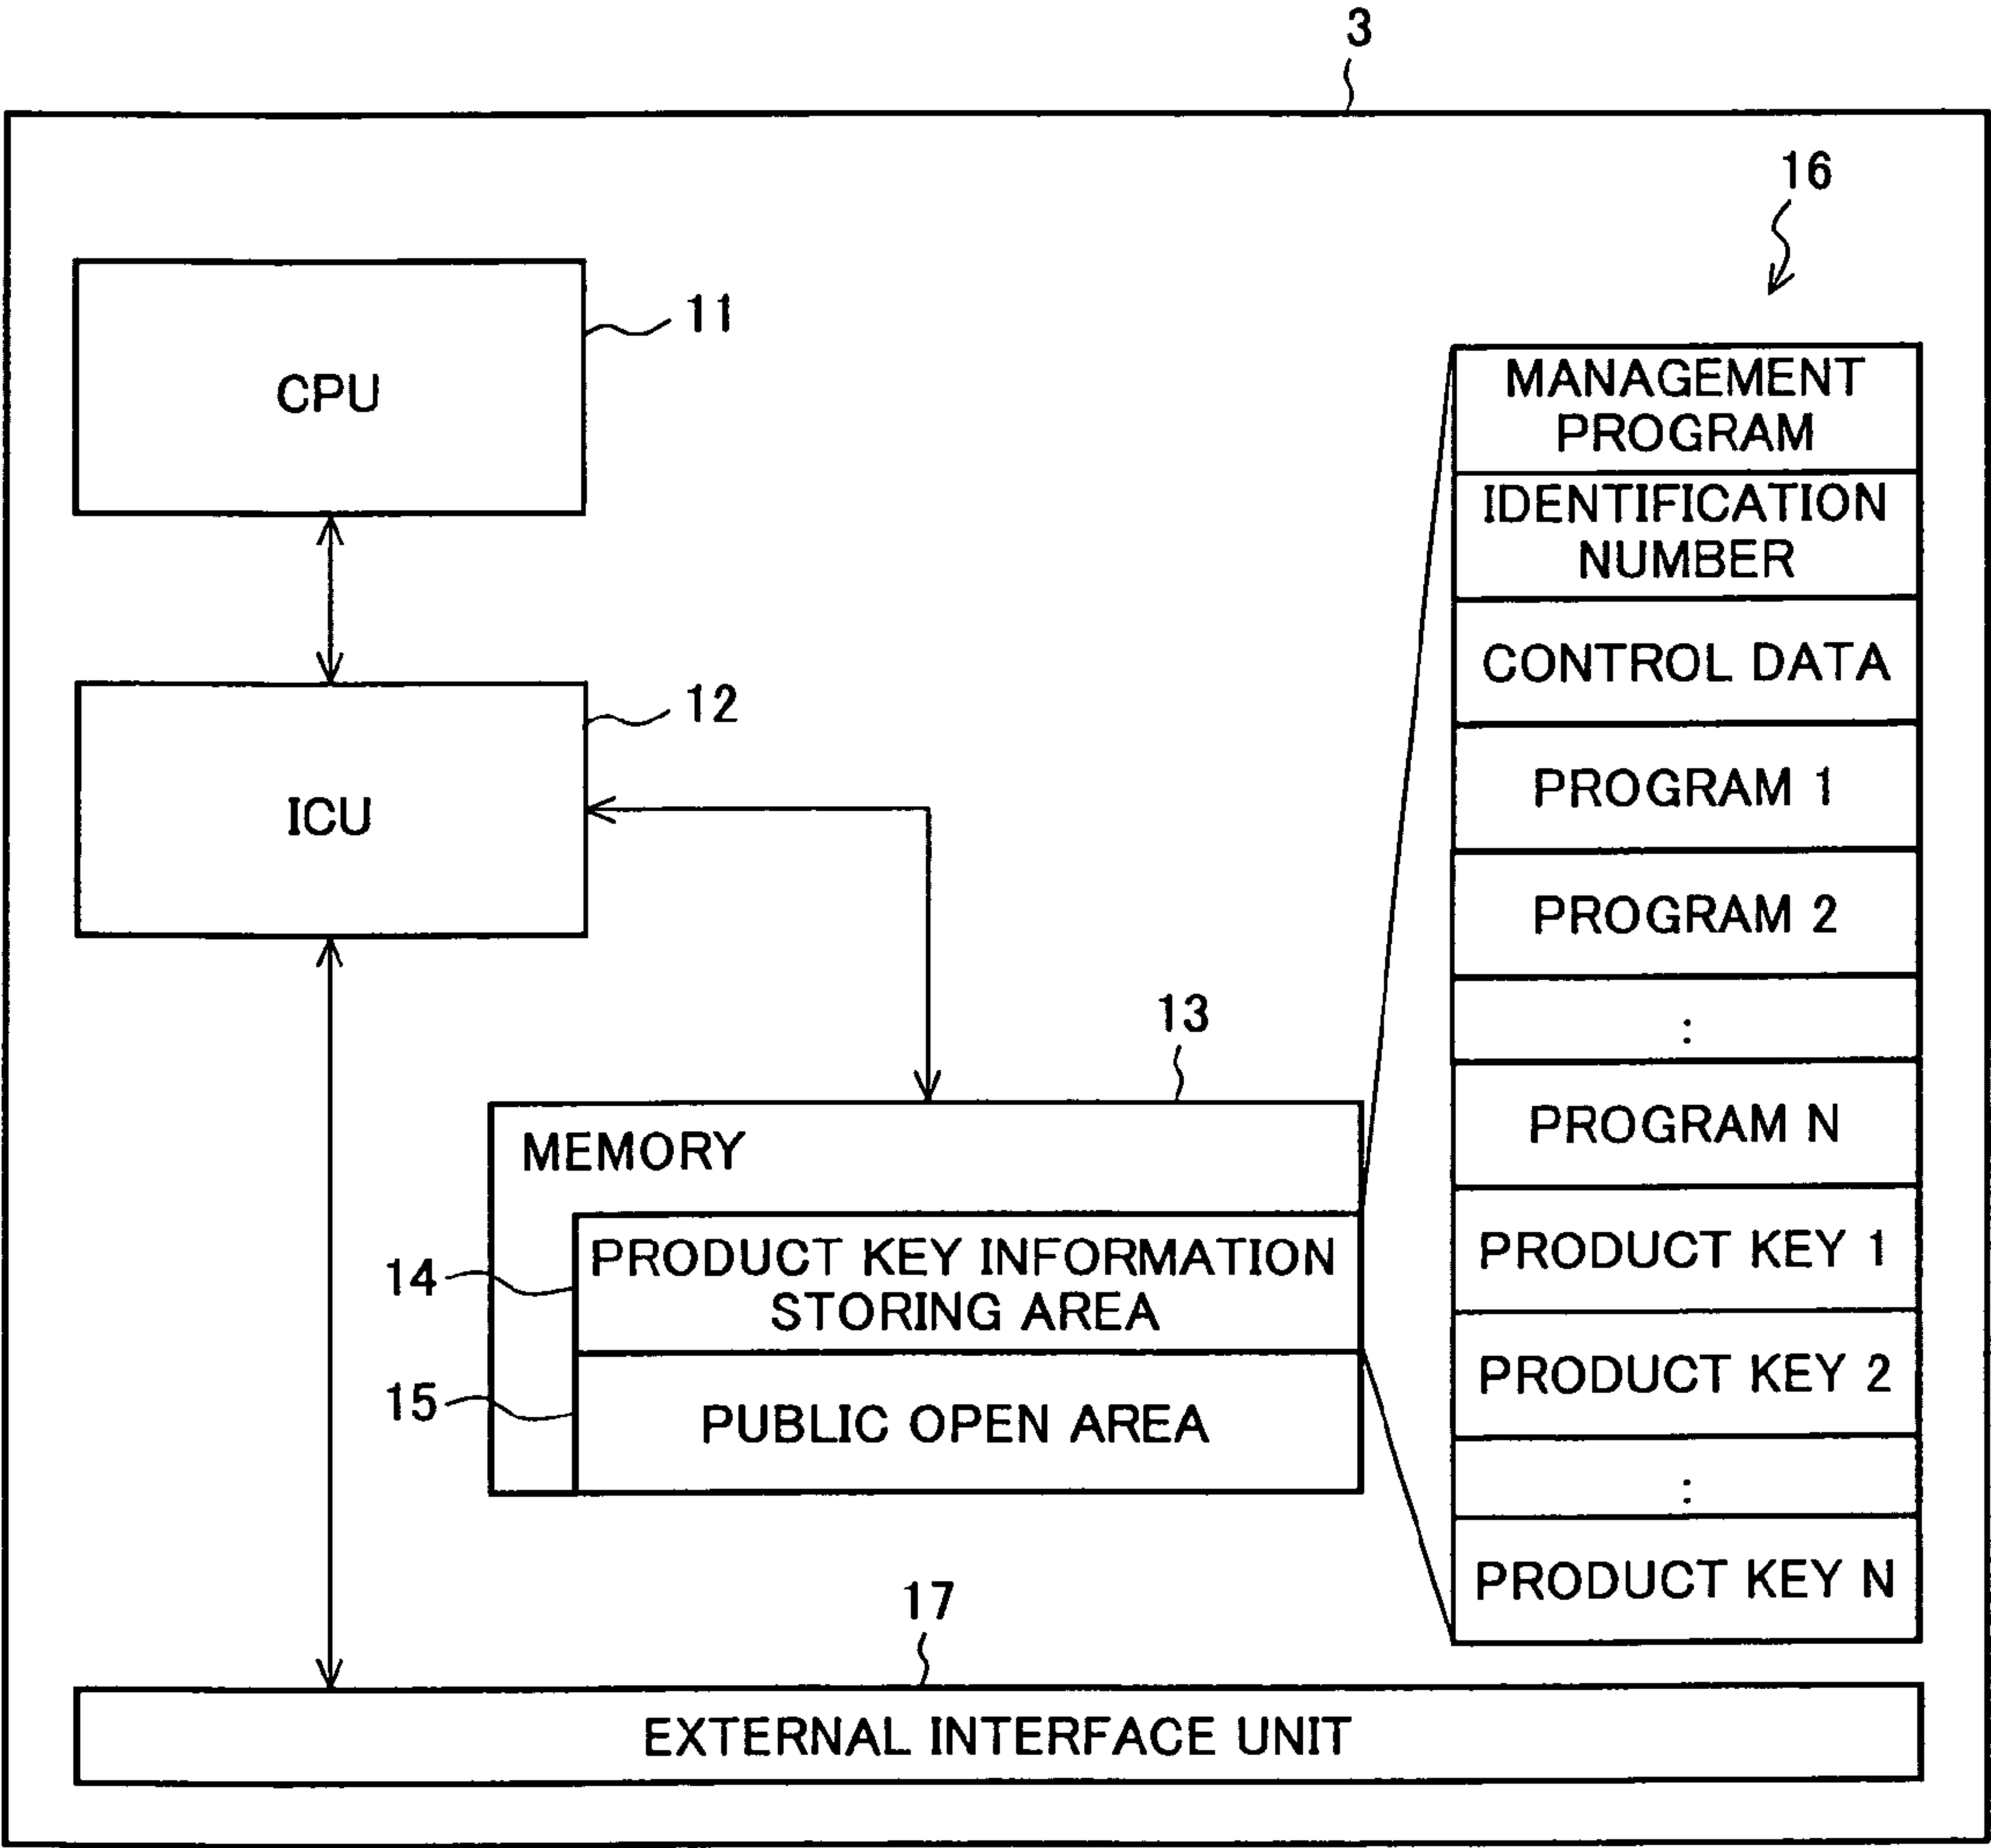 3
16
11
CPU
MANAGEMENT
PROGRAM
IDENTIFICATION
NUMBER
CONTROL DATA
12
ICU
PROGRAM 1
PROGRAM 2
:
13
MEMORY
PROGRAM N
14
PRODUCT KEY INFORMATION
STORING AREA
PRODUCT KEY 1
15
PUBLIC OPEN AREA
PRODUCT KEY 2
:
PRODUCT KEY N
17
EXTERNAL INTERFACE UNIT